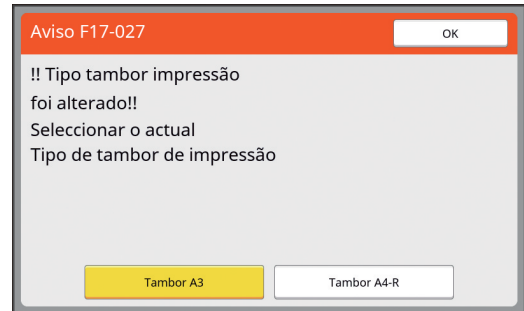 Aviso F17-027
OK
!! Tipo tambor impressão
foi alterado!!
Seleccionar o actual
Tipo de tambor de impressão
Tambor A3
Tambor A4-R